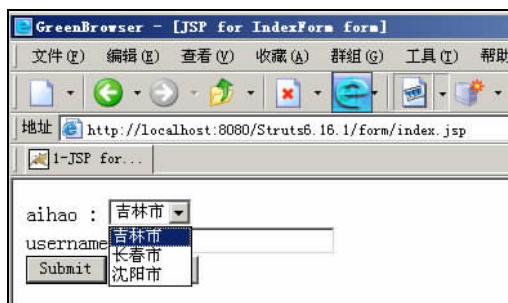 GreenBrowser - [JSP for IndexForm form]
文件(F) 编辑(E) 查看(V) 收藏(A) 群组(G) 工具(T) 帮助
地址 http://localhost:8080/Struts6.16.1/form/index.jsp
1-JSP for...
aihao : 吉林市
吉林市
username
长春市
Submit
沈阳市